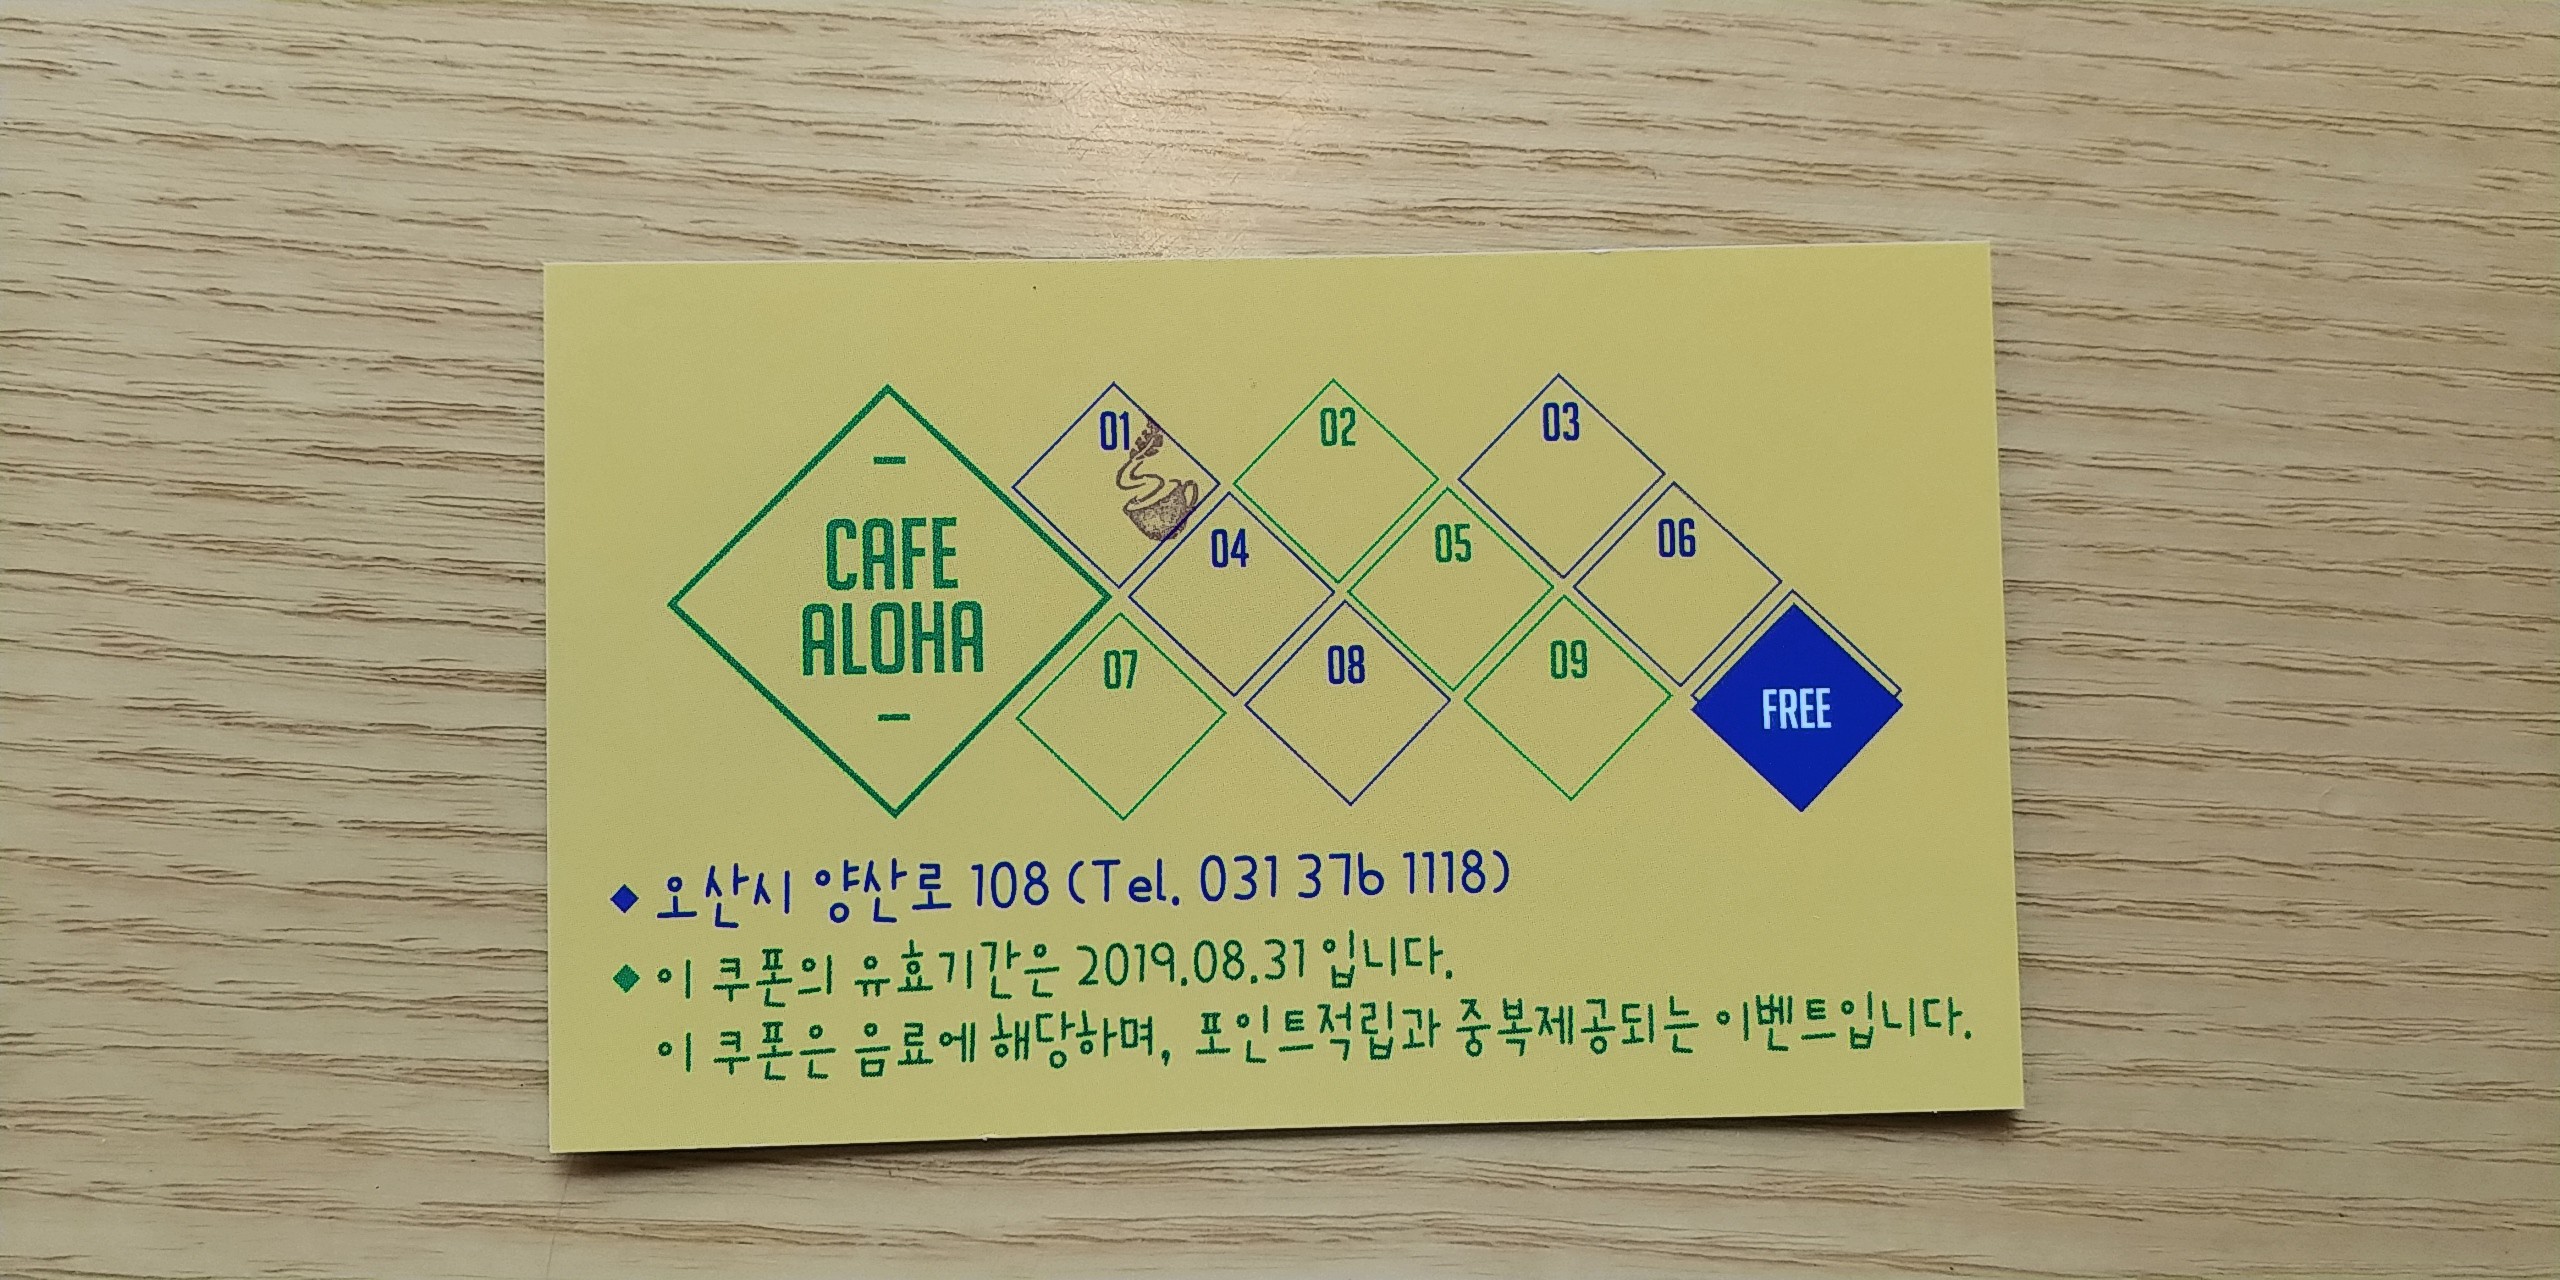 CAFE
ALOHA
01
02
03
04
05
06
07
08
09
FREE
◆ 오산시 양산로 108 (Tel. 031 376 1118)
◆ 이 쿠폰의 유효기간은 2019.08.31 입니다.
이 쿠폰은 음료에 해당하며, 포인트적립과 중복제공되는 이벤트입니다.